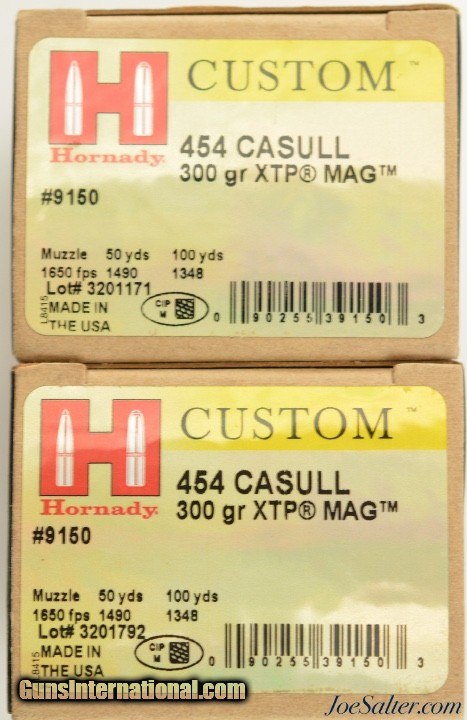 CUSTOM™
H
Hornady
454 CASULL
300 gr XTP® MAG™
#9150
Muzzle 50 yds 100 yds
1650 fps 1490 1348
Lot# 3201171
L8415
MADE IN
THE USA
CIP
M
0 90255 39150 3
CUSTOM™
H
Hornady
454 CASULL
300 gr XTP® MAG™
#9150
Muzzle 50 yds 100 yds
1650 fps 1490 1348
Lot# 3201792
L8415
MADE IN
THE USA
CIP
M
0 90255 39150 3
GunsInternational.com
JoeSalter.com